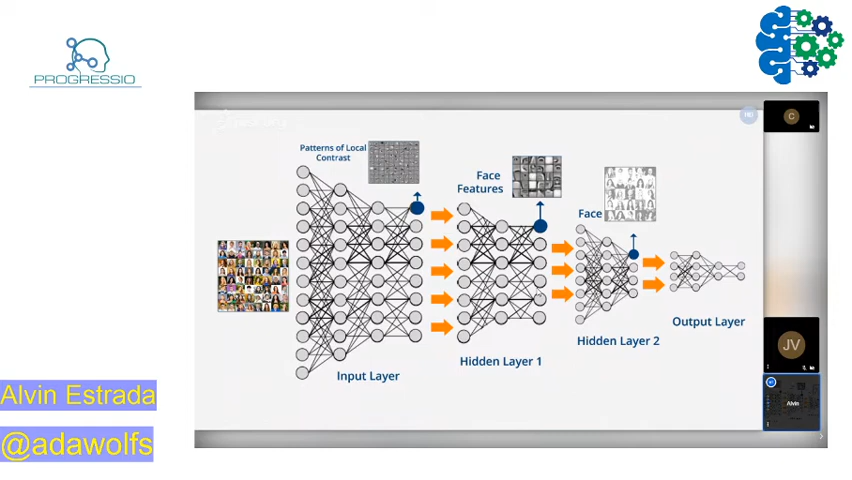 PROGRESSIO
Patterns of Local
Contrast
Face
Features
Face
Input Layer
Hidden Layer 1
Hidden Layer 2
Output Layer
C
JV
Alvin
Alvin Estrada
@adawolfs